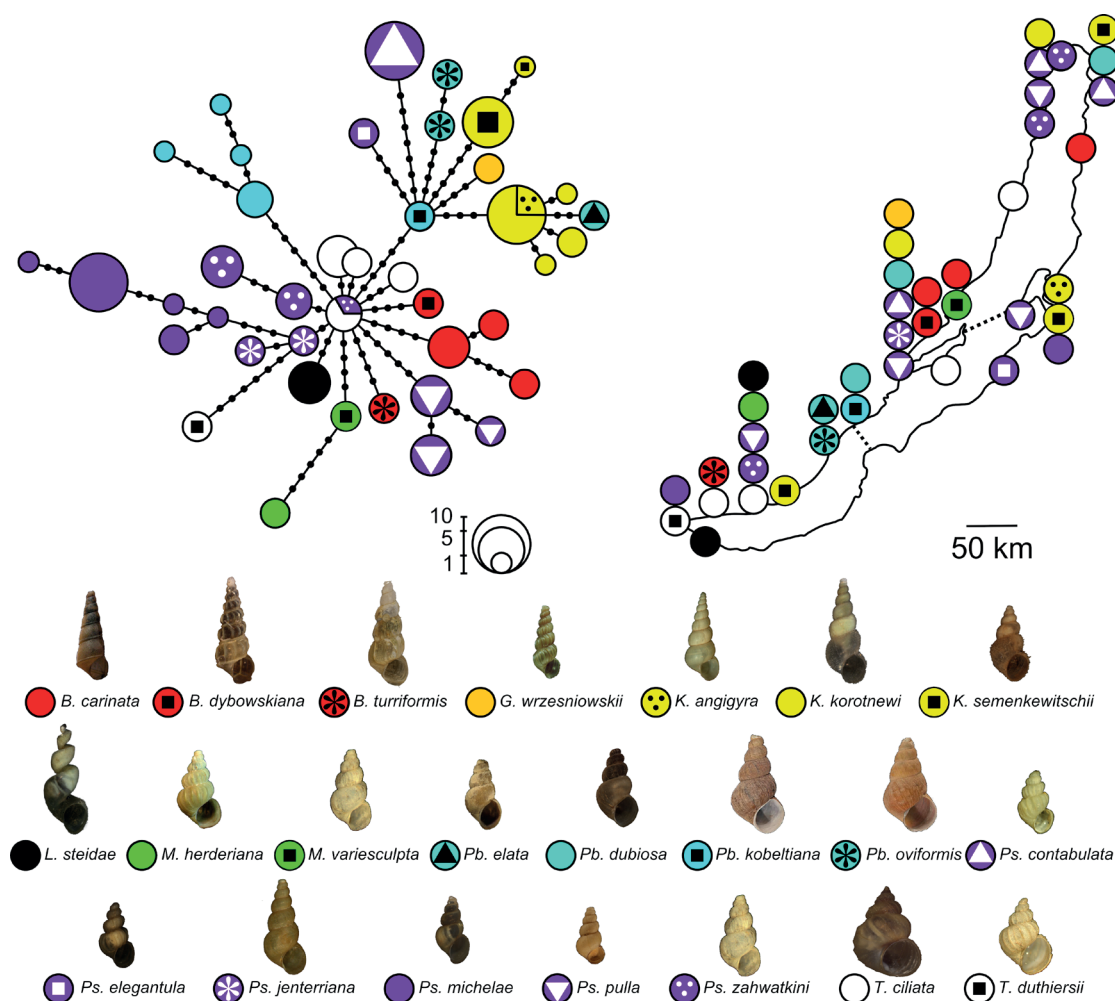 10
5
1
50 km
B. carinata B. dybowskiana B. turriformis G. wrzesniowskii K. angigyra K. korotnewi K. semenkewitschii
L. steidae M. herderiana M. variesculpta Pb. elata Pb. dubiosa Pb. kobeltiana Pb. oviformis Ps. contabulata
Ps. elegantula Ps. jenterriana Ps. michelae Ps. pulla Ps. zahwatkini T. ciliata T. duthiersii